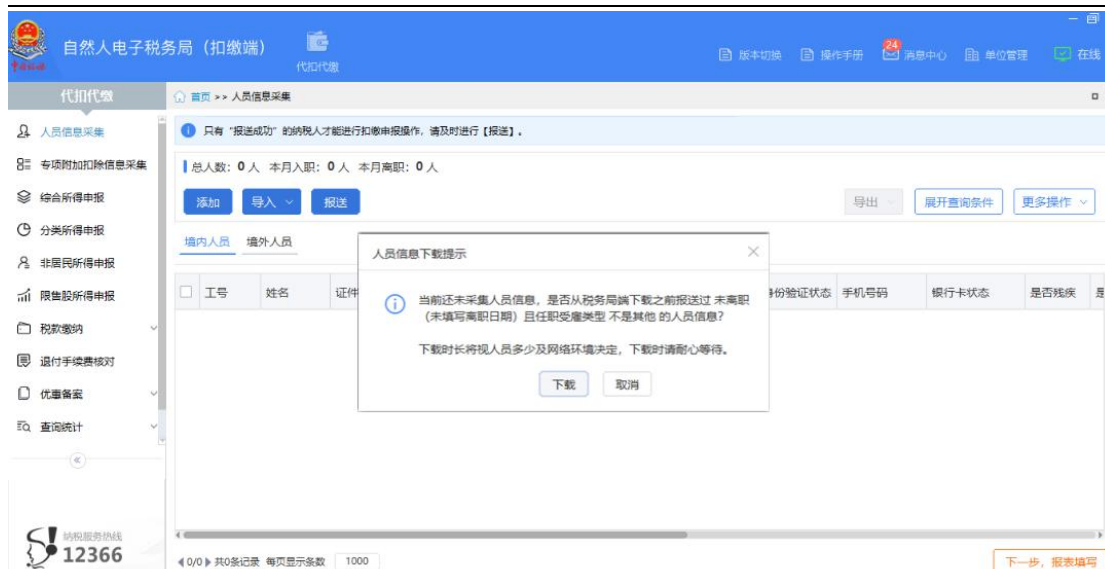 自然人电子税务局（扣缴端）
代扣代缴
版本切换
操作手册
24
消息中心
单位管理
在线
代扣代缴
首页 >> 人员信息采集
人员信息采集
只有“报送成功”的纳税人才能进行扣缴申报操作，请及时进行【报送】。
专项附加扣除信息采集
总人数：0人 本月入职：0人 本月离职：0人
综合所得申报
添加
导入
报送
导出
展开查询条件
更多操作
分类所得申报
境内人员
境外人员
非居民所得申报
人员信息下载提示
限售股所得申报
工号
姓名
证件
身份验证状态
手机号码
银行卡状态
是否残疾
是
当前还未采集人员信息，是否从税务局端下载之前报送过 未离职
（未填写离职日期）且任职受雇类型 不是其他 的人员信息？
税款缴纳
下载时长将视人员多少及网络环境决定，下载时请耐心等待。
退付手续费核对
下载
取消
优惠备案
查询统计
纳税服务热线
12366
0/0 共0条记录 每页显示条数 1000
下一步，报表填写